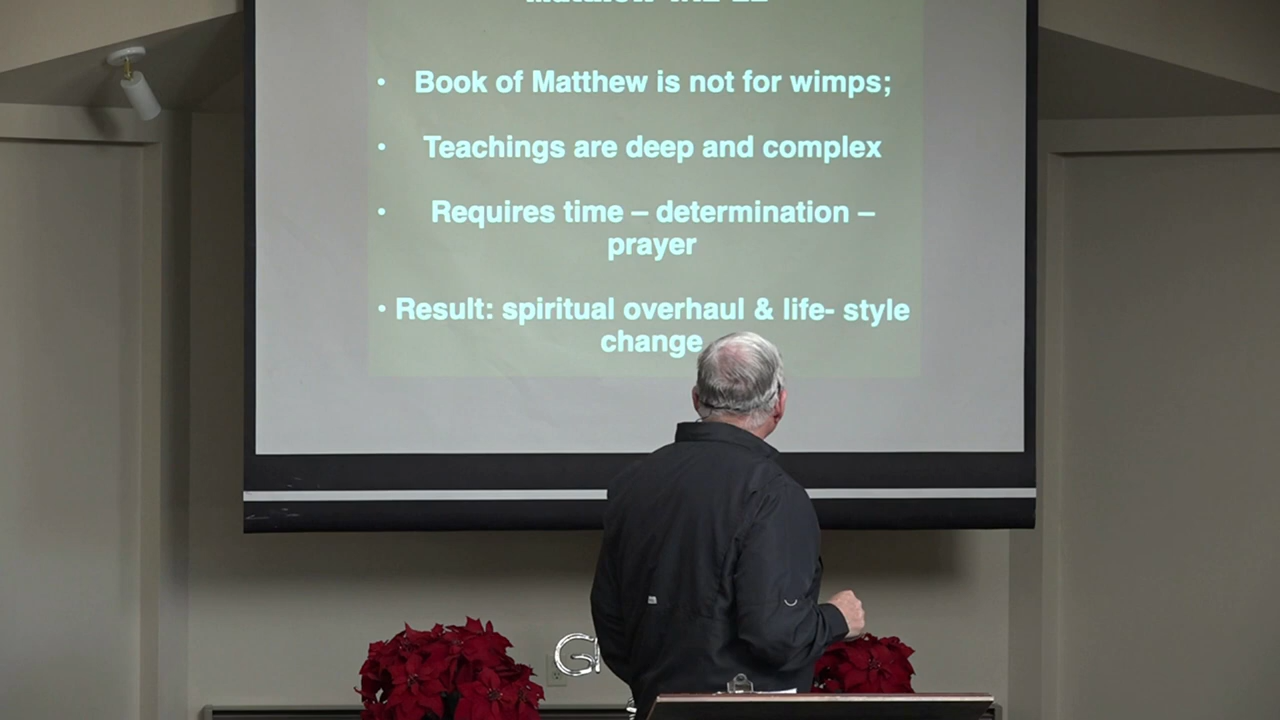 • Book of Matthew is not for wimps;
• Teachings are deep and complex
• Requires time – determination –
prayer
• Result: spiritual overhaul & life- style
change